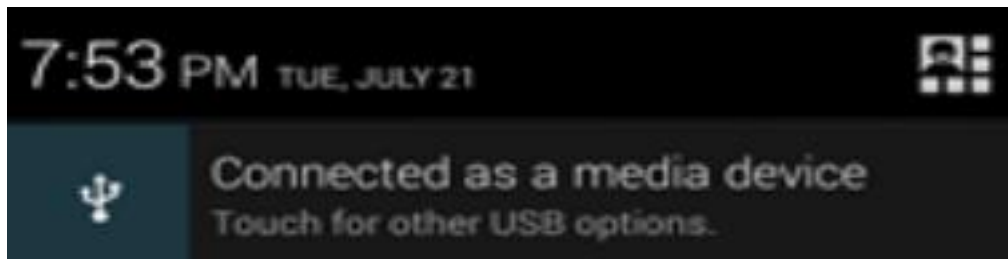 7:53 PM TUE, JULY 21
Connected as a media device
Touch for other USB options.